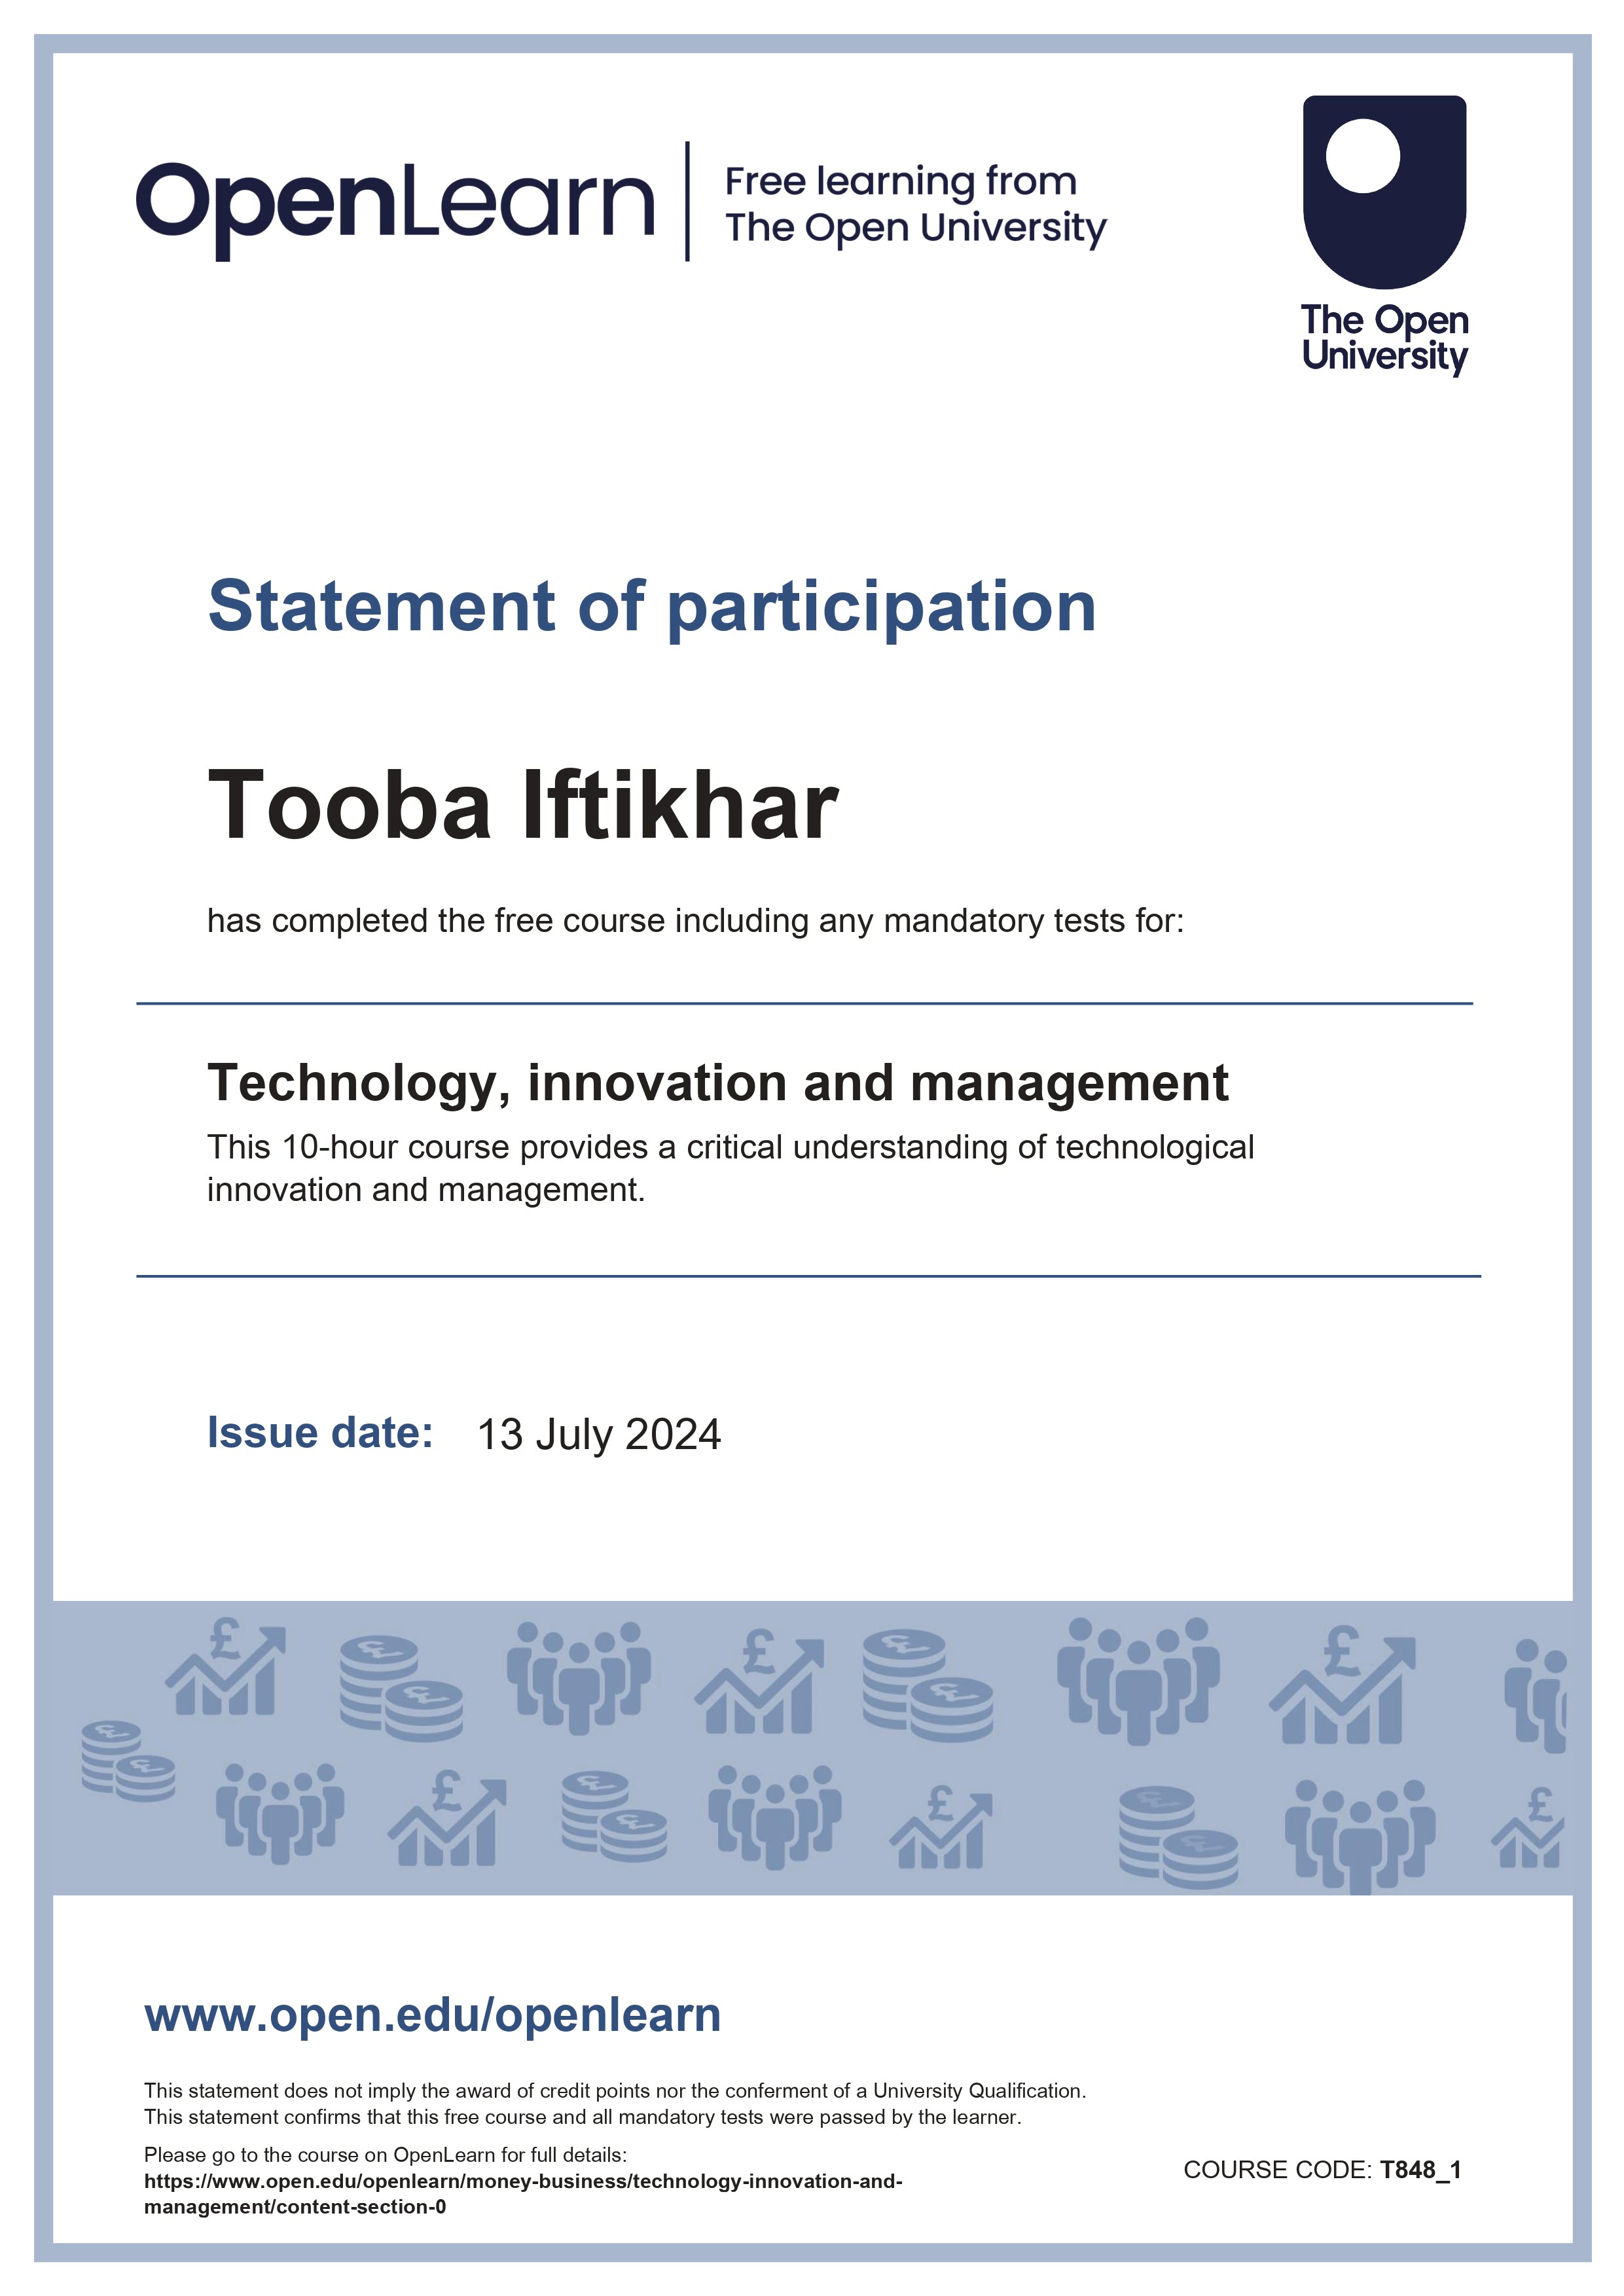 OpenLearn
Free learning from
The Open University
The Open
University
Statement of participation
Tooba Iftikhar
has completed the free course including any mandatory tests for:
Technology, innovation and management
This 10-hour course provides a critical understanding of technological
innovation and management.
Issue date: 13 July 2024
£ £ £
£ £ £
www.open.edu/openlearn
This statement does not imply the award of credit points nor the conferment of a University Qualification.
This statement confirms that this free course and all mandatory tests were passed by the learner.
Please go to the course on OpenLearn for full details:
https://www.open.edu/openlearn/money-business/technology-innovation-and-
management/content-section-0
COURSE CODE: T848_1